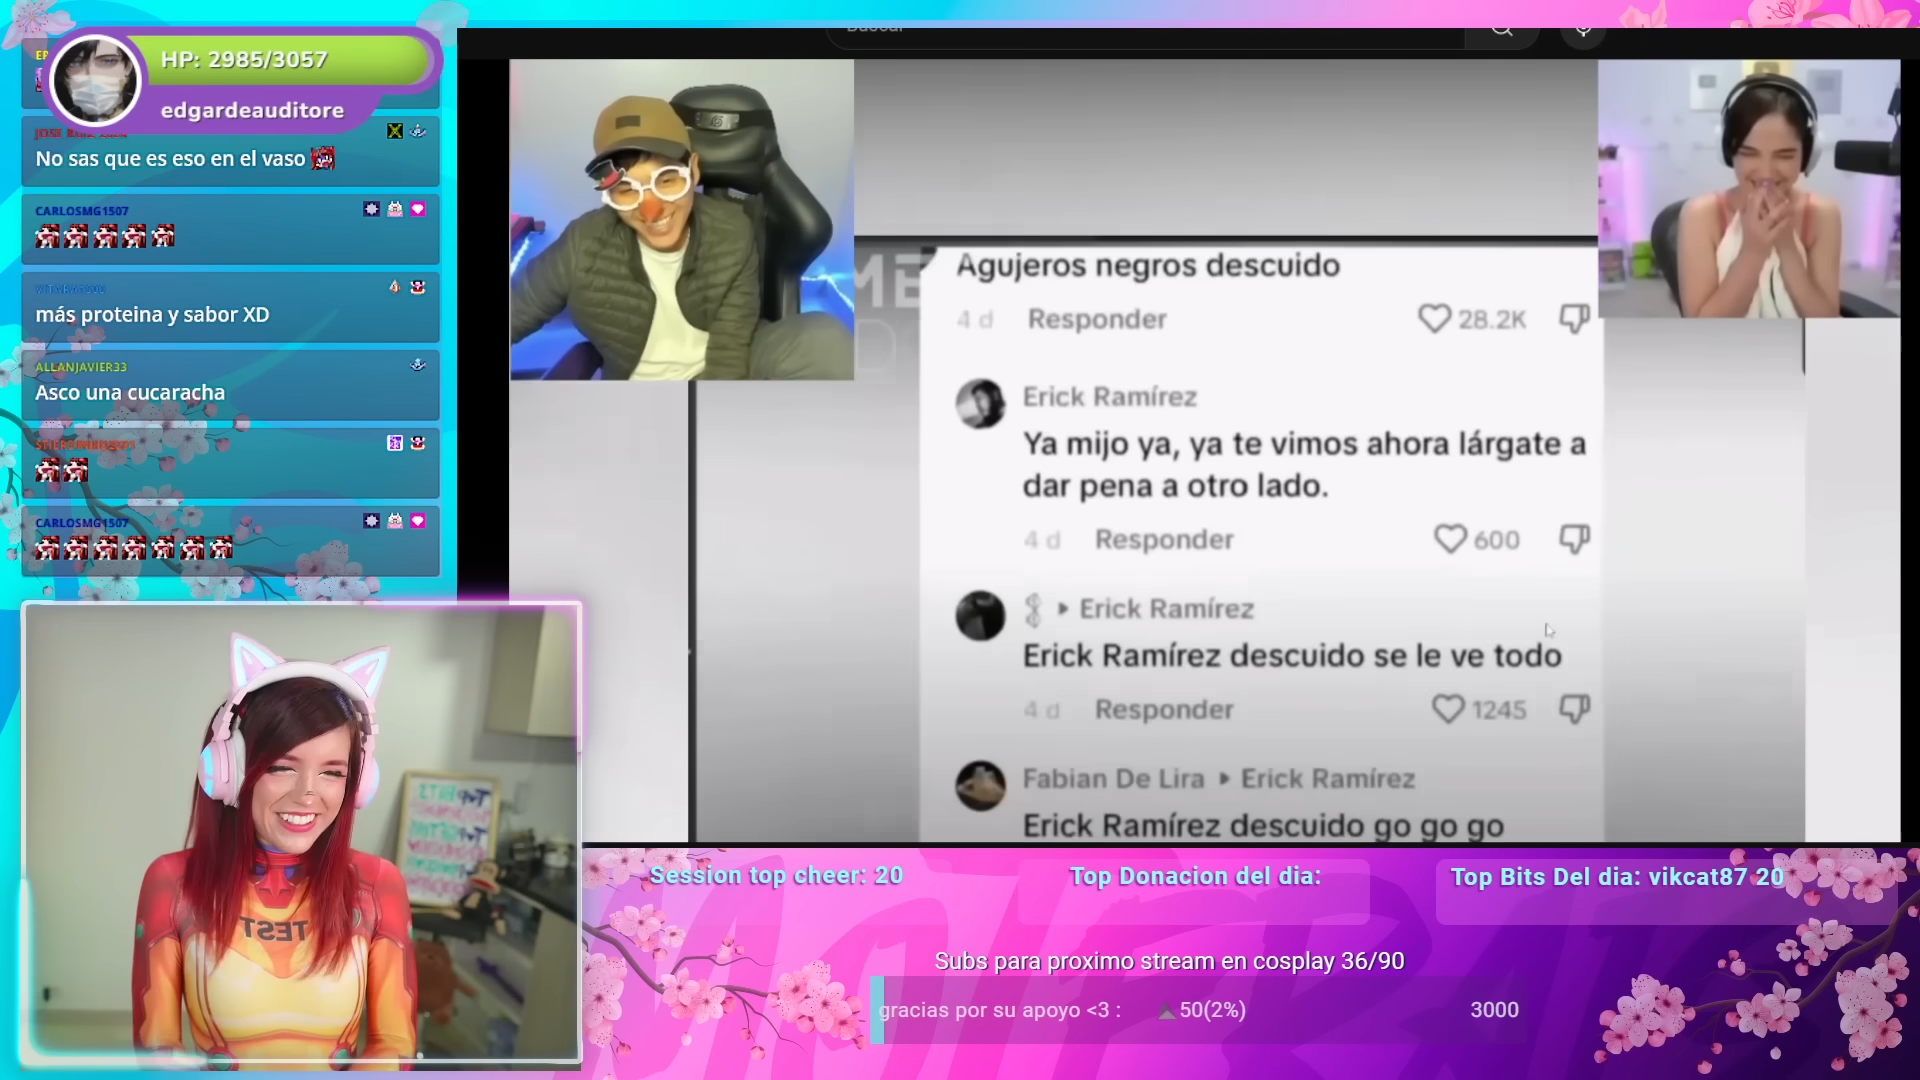 HP: 2985/3057
edgardeauditore
No sas que es eso en el vaso
CARLOSMG1507
más proteina y sabor XD
ALLANJAVIER33
Asco una cucaracha
CARLOSMG1507
Buscar
Agujeros negros descuido
4 d Responder 28.2K
Erick Ramírez
Ya mijo ya, ya te vimos ahora lárgate a
dar pena a otro lado.
4 d Responder 600
Erick Ramírez
Erick Ramírez descuido se le ve todo
4 d Responder 1245
Fabian De Lira Erick Ramírez
Erick Ramírez descuido go go go
TEST
Session top cheer: 20
Top Donacion del dia:
Top Bits Del dia: vikcat87 20
Subs para proximo stream en cosplay 36/90
gracias por su apoyo <3 : 50(2%) 3000